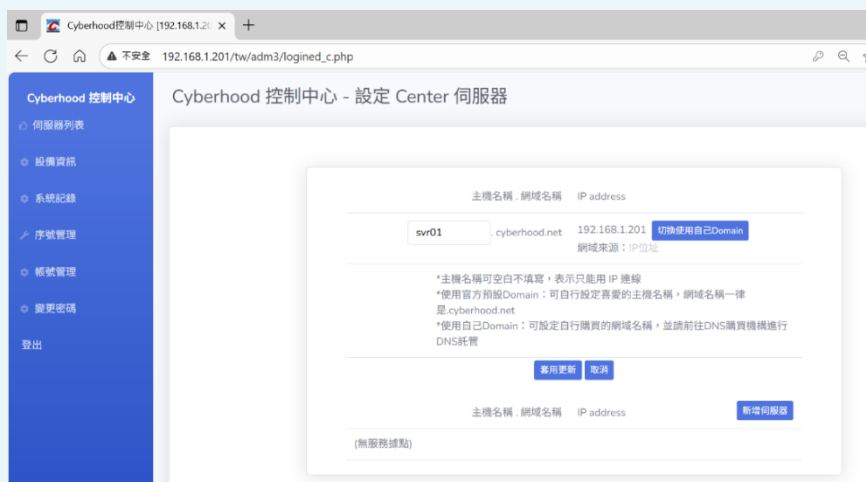 Cyberhood控制中心 [192.168.1.20
不安全 192.168.1.201/tw/adm3/logined_c.php
Cyberhood 控制中心
伺服器列表
設備資訊
系統記錄
序號管理
帳號管理
變更密碼
登出
Cyberhood 控制中心 - 設定 Center 伺服器
主機名稱 . 網域名稱 IP address
svr01 . cyberhood.net 192.168.1.201 切換使用自己Domain
網域來源：IP位址
*主機名稱可空白不填寫，表示只能用 IP 連線
*使用官方預設Domain：可自行設定喜愛的主機名稱，網域名稱一律
是.cyberhood.net
*使用自己Domain：可設定自行購買的網域名稱，並請前往DNS購買機構進行
DNS託管
套用更新 取消
主機名稱 . 網域名稱 IP address 新增伺服器
(無服務據點)